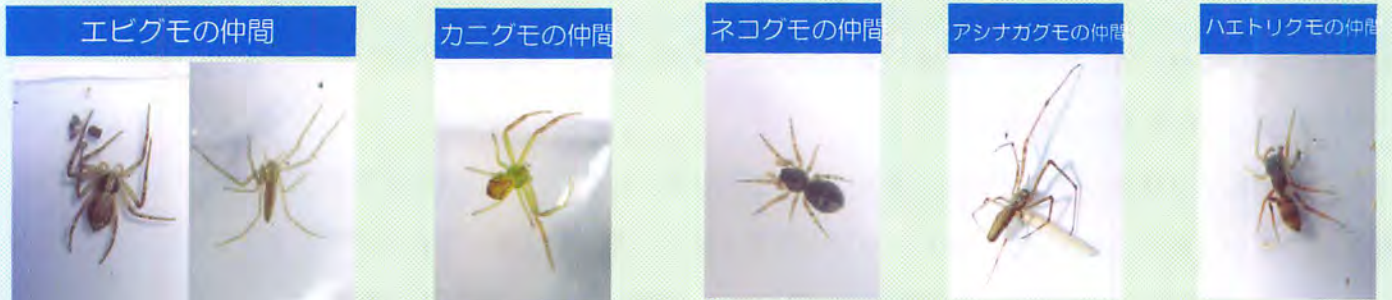 エビグモの仲間
カニグモの仲間
ネコグモの仲間
アシナガグモの仲間
ハエトリグモの仲間